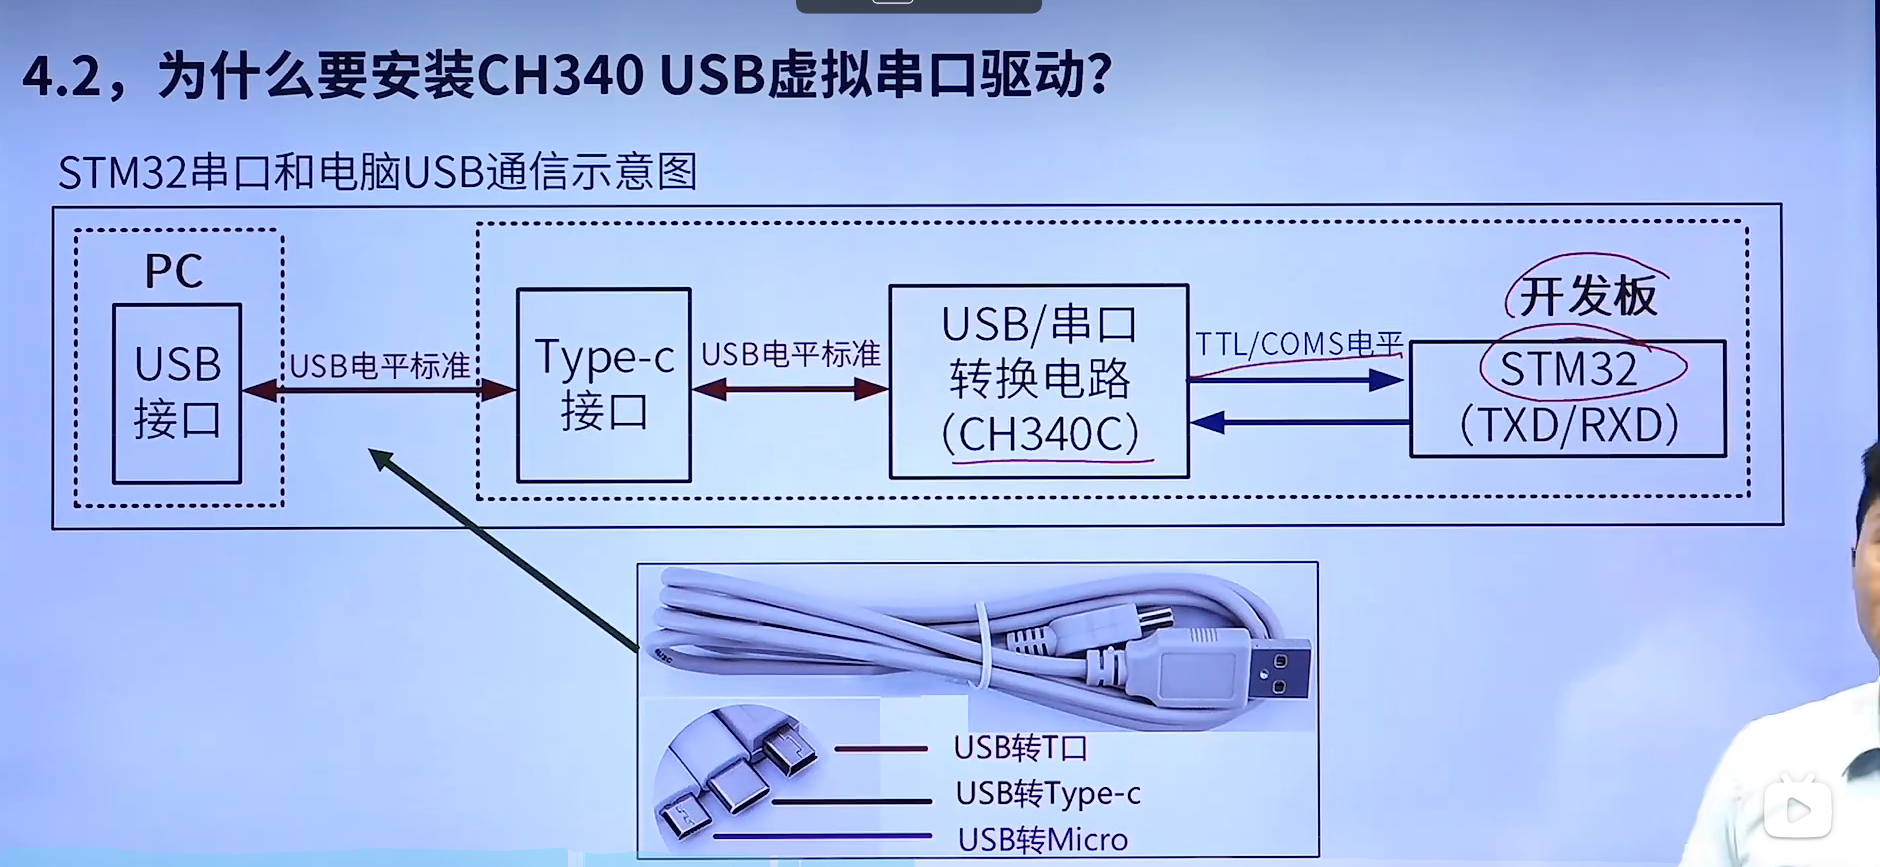 4.2，为什么要安装CH340 USB虚拟串口驱动？
STM32串口和电脑USB通信示意图
PC
USB
接口
USB电平标准
Type-c
接口
USB电平标准
USB/串口
转换电路
（CH340C）
TTL/COMS电平
开发板
STM32
（TXD/RXD）
USB转T口
USB转Type-c
USB转Micro